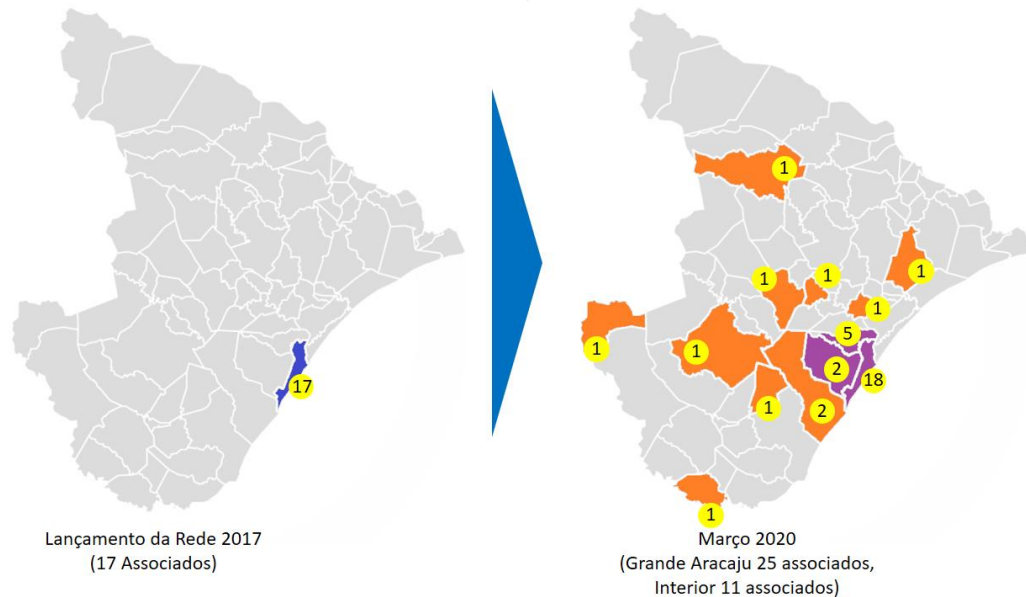 17
Lançamento da Rede 2017
(17 Associados)
1
1
1
1
1
5
1
1
2
18
1
2
1
Março 2020
(Grande Aracaju 25 associados,
Interior 11 associados)